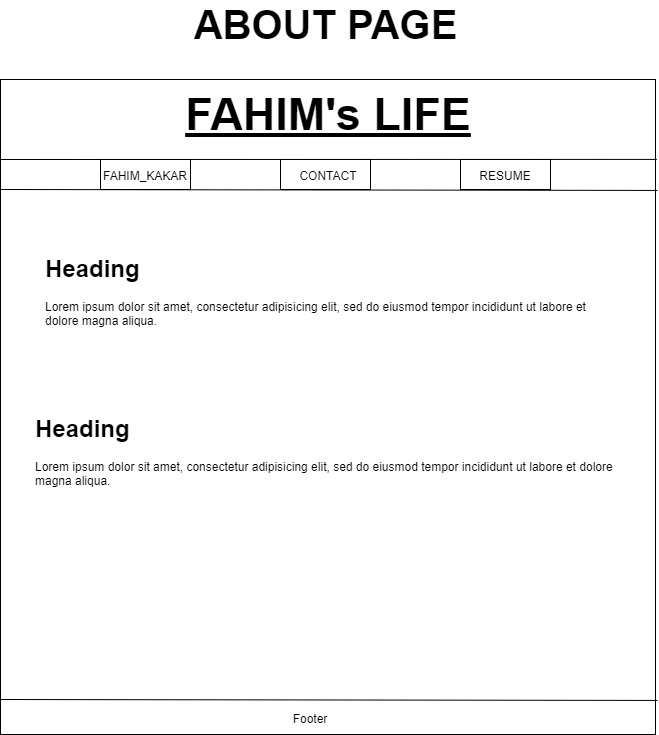 ABOUT PAGE
FAHIM's LIFE
FAHIM_KAKAR
CONTACT
RESUME
Heading
Lorem ipsum dolor sit amet, consectetur adipisicing elit, sed do eiusmod tempor incididunt ut labore et
dolore magna aliqua.
Heading
Lorem ipsum dolor sit amet, consectetur adipisicing elit, sed do eiusmod tempor incididunt ut labore et dolore
magna aliqua.
Footer